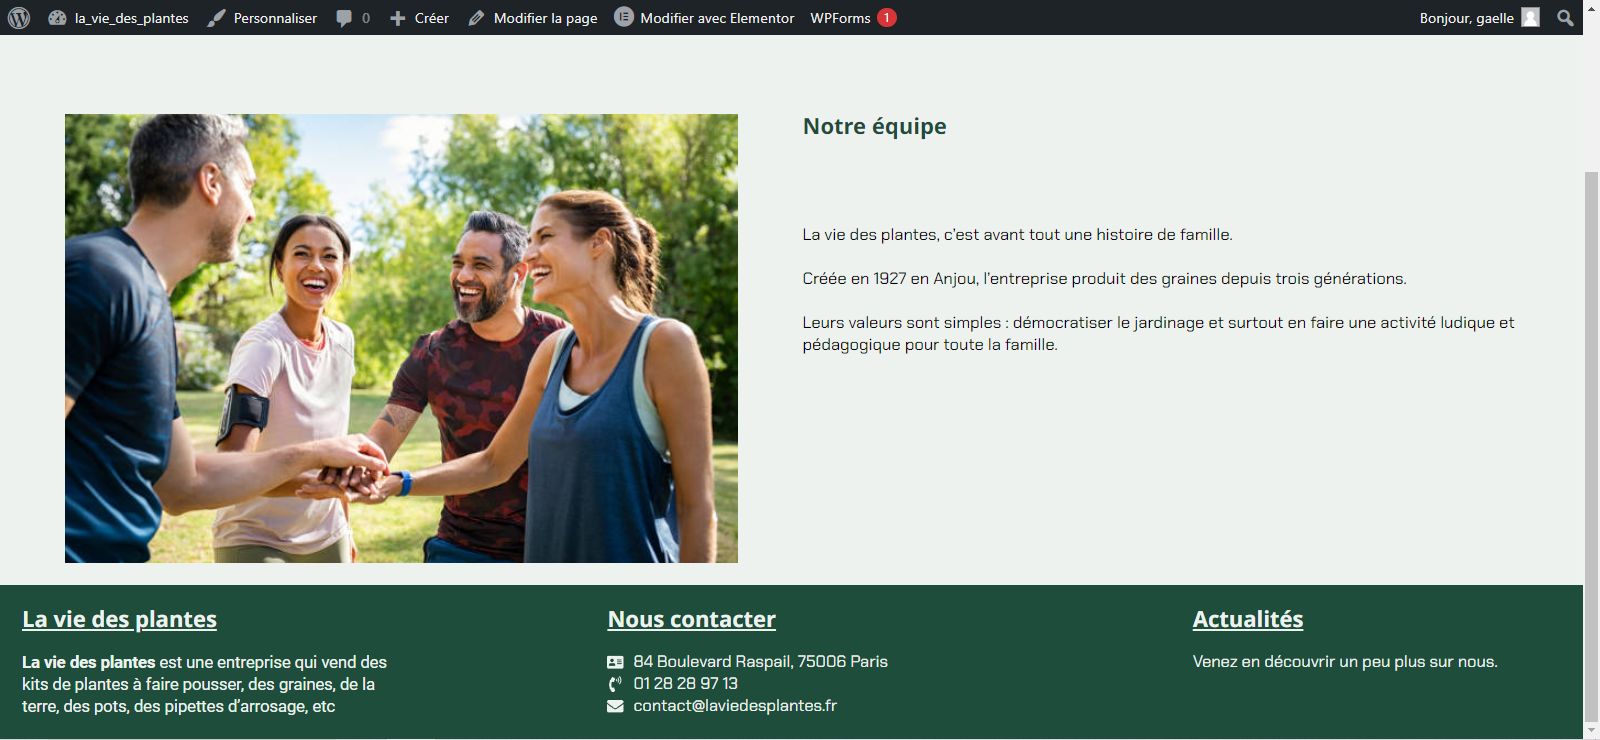 la_vie_des_plantes Personnaliser 0 Créer Modifier la page Modifier avec Elementor WPForms 1 Bonjour, gaelle
Notre équipe
La vie des plantes, c'est avant tout une histoire de famille.
Créée en 1927 en Anjou, l'entreprise produit des graines depuis trois générations.
Leurs valeurs sont simples : démocratiser le jardinage et surtout en faire une activité ludique et
pédagogique pour toute la famille.
La vie des plantes
La vie des plantes est une entreprise qui vend des
kits de plantes à faire pousser, des graines, de la
terre, des pots, des pipettes d'arrosage, etc
Nous contacter
84 Boulevard Raspail, 75006 Paris
01 28 28 97 13
contact@laviedesplantes.fr
Actualités
Venez en découvrir un peu plus sur nous.